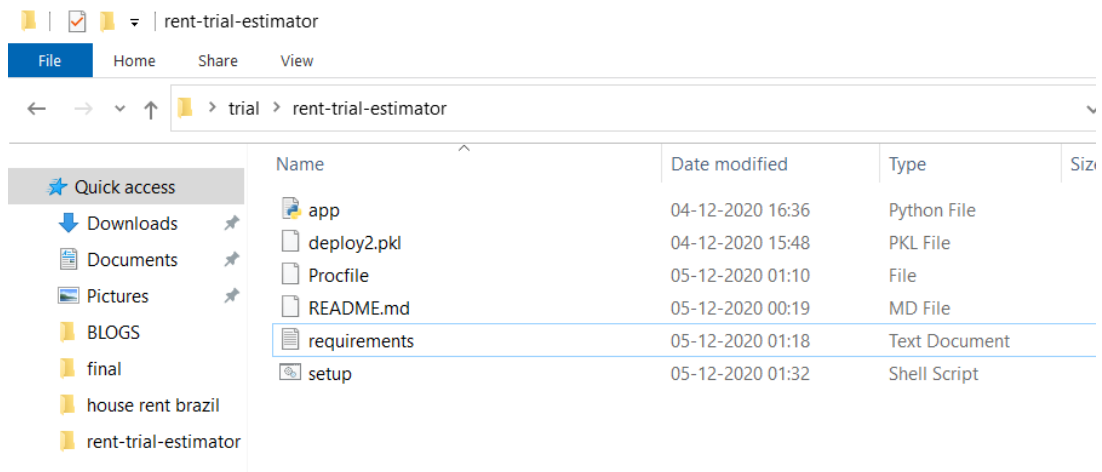 rent-trial-estimator
File Home Share View
trial > rent-trial-estimator
Name Date modified Type
Quick access
Downloads
Documents
Pictures
BLOGS
final
house rent brazil
rent-trial-estimator
app 04-12-2020 16:36 Python File
deploy2.pkl 04-12-2020 15:48 PKL File
Procfile 05-12-2020 01:10 File
README.md 05-12-2020 00:19 MD File
requirements 05-12-2020 01:18 Text Document
setup 05-12-2020 01:32 Shell Script